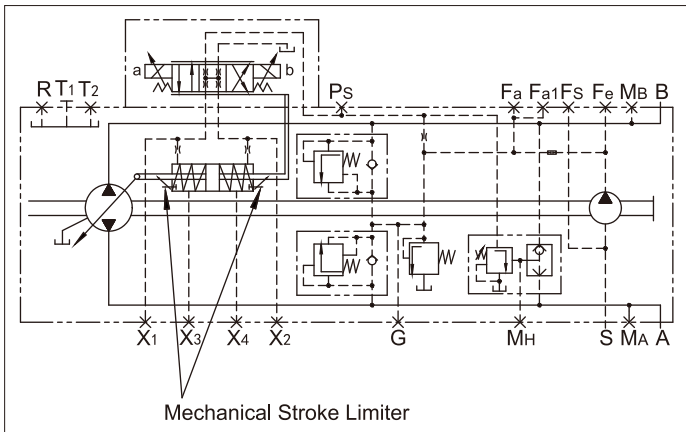 a b
R T1 T2 PS Fa Fa1 FS Fe MB B
X1 X3 X4 X2 G MH S MA A
Mechanical Stroke Limiter